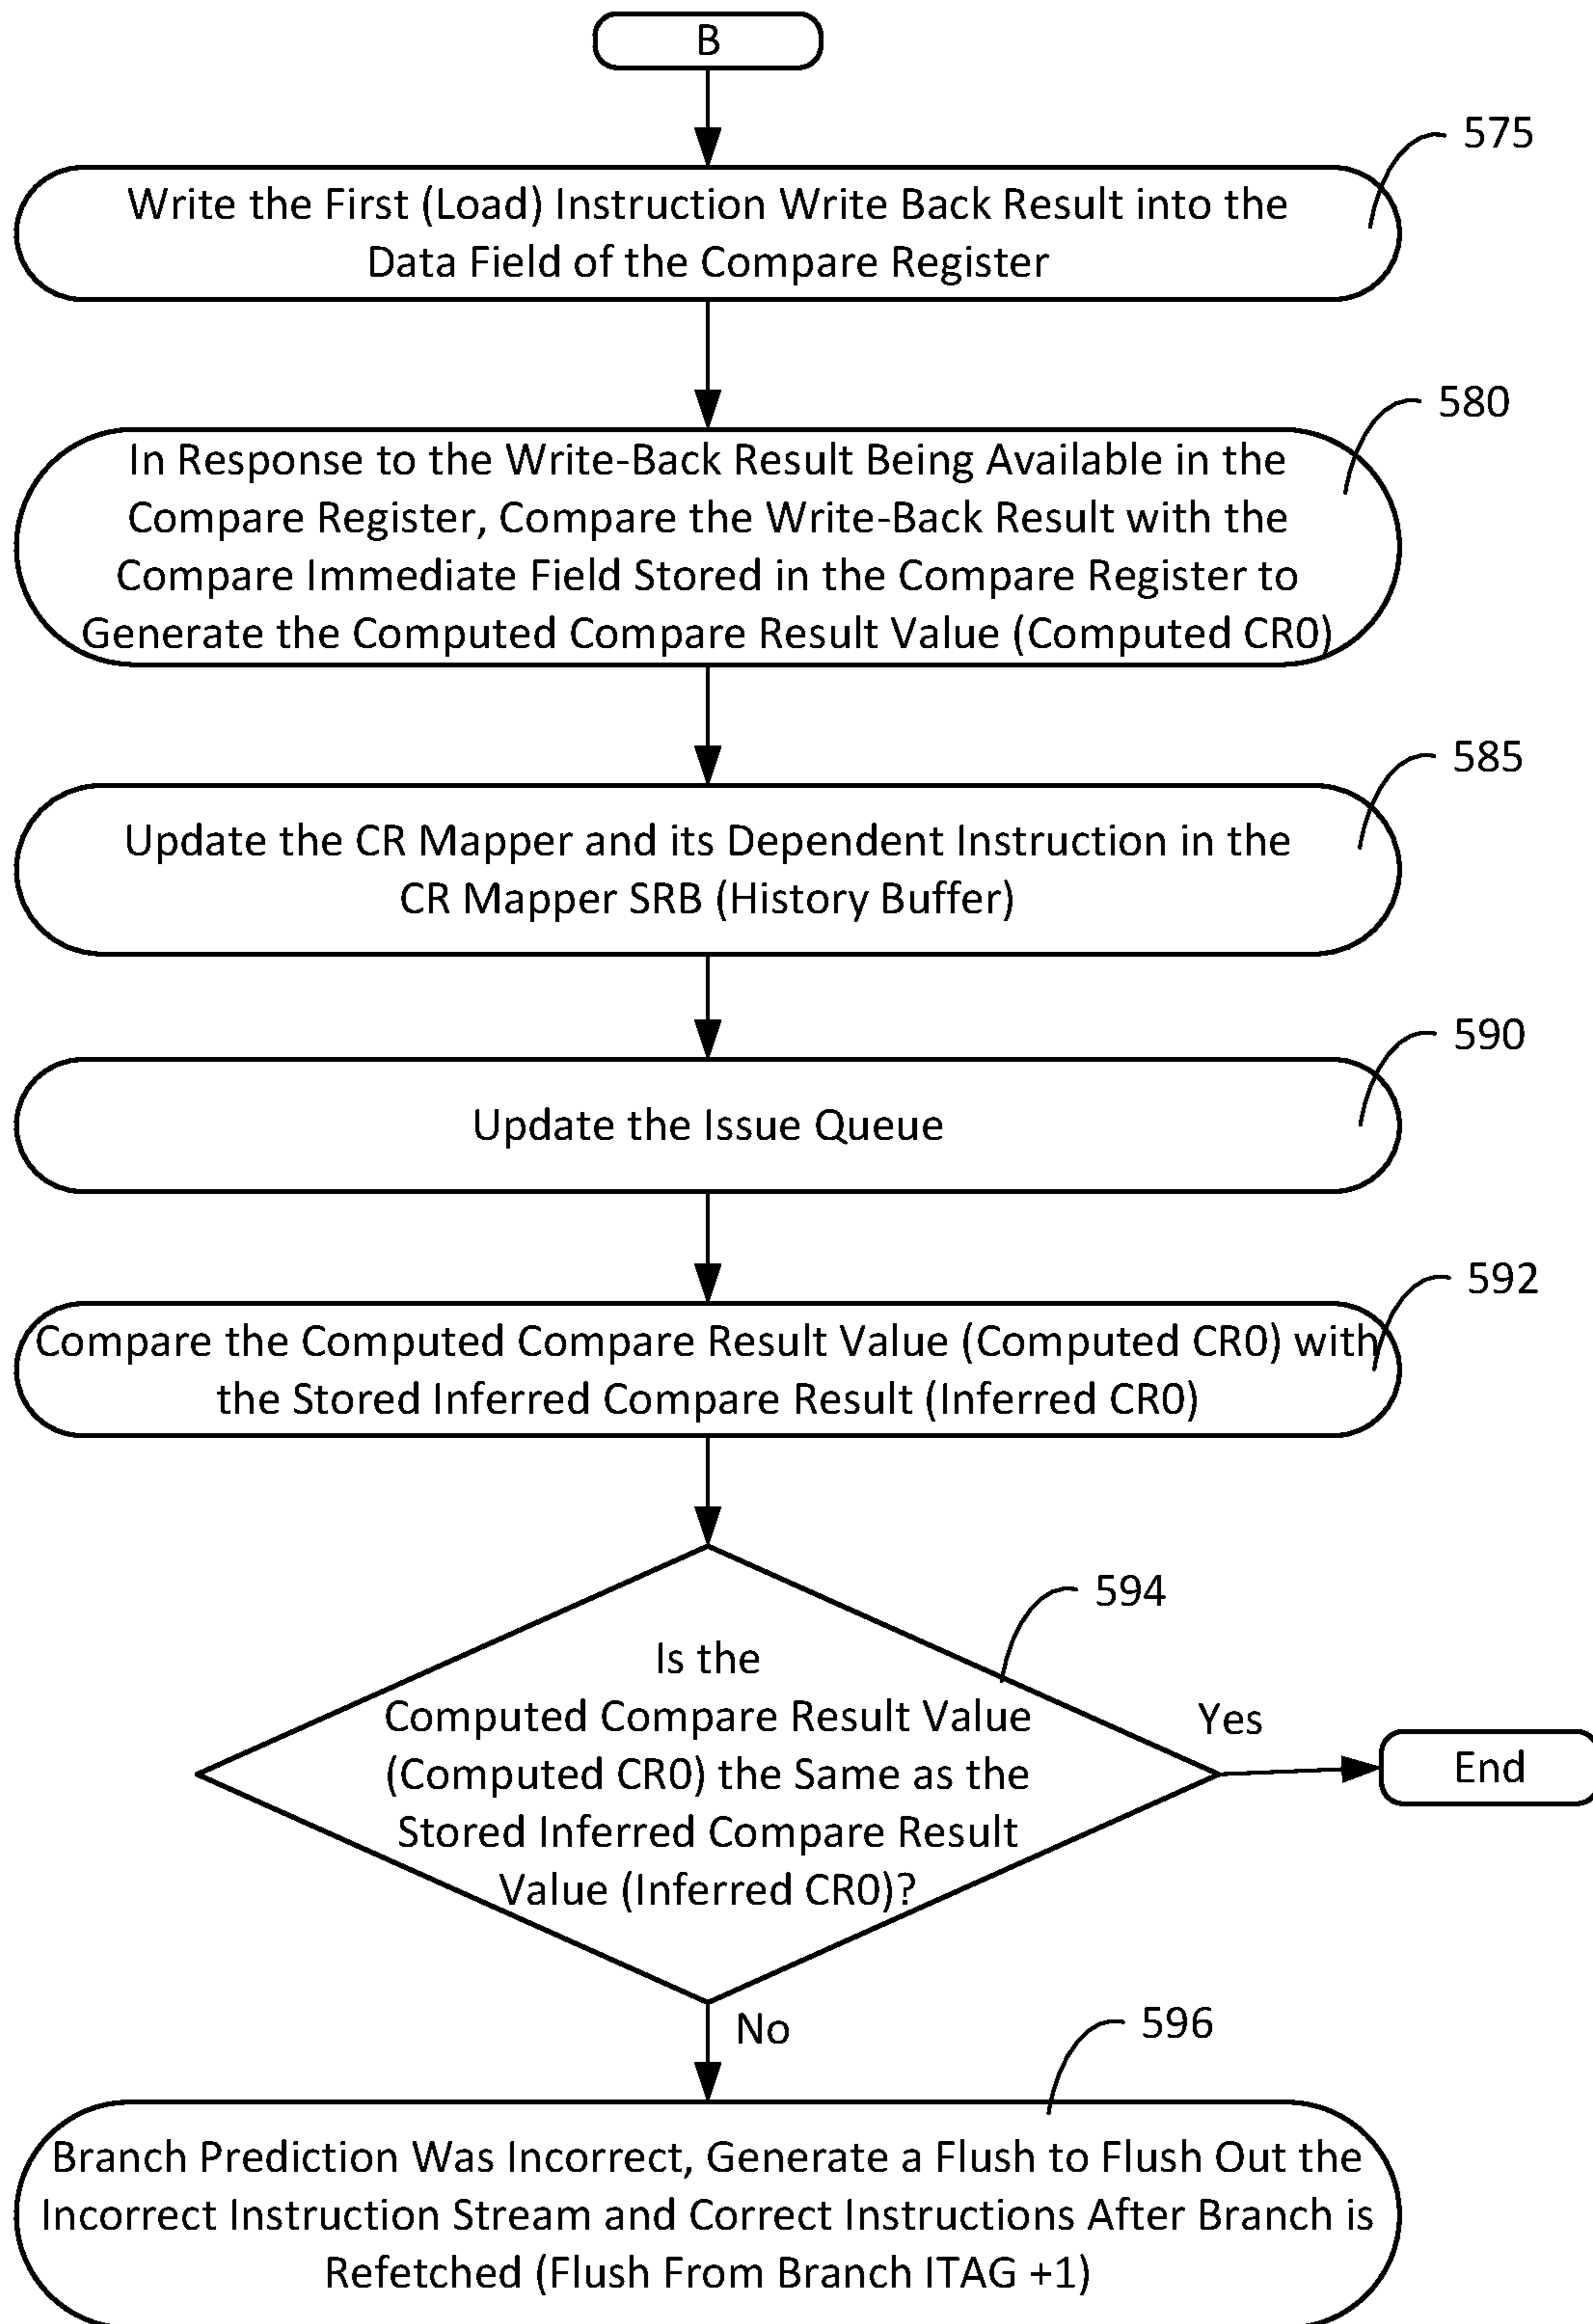 B
575
Write the First (Load) Instruction Write Back Result into the
Data Field of the Compare Register
580
In Response to the Write-Back Result Being Available in the
Compare Register, Compare the Write-Back Result with the
Compare Immediate Field Stored in the Compare Register to
Generate the Computed Compare Result Value (Computed CR0)
585
Update the CR Mapper and its Dependent Instruction in the
CR Mapper SRB (History Buffer)
590
Update the Issue Queue
592
Compare the Computed Compare Result Value (Computed CR0) with
the Stored Inferred Compare Result (Inferred CR0)
594
Is the
Computed Compare Result Value
(Computed CR0) the Same as the
Stored Inferred Compare Result
Value (Inferred CR0)?
Yes
End
No
596
Branch Prediction Was Incorrect, Generate a Flush to Flush Out the
Incorrect Instruction Stream and Correct Instructions After Branch is
Refetched (Flush From Branch ITAG +1)